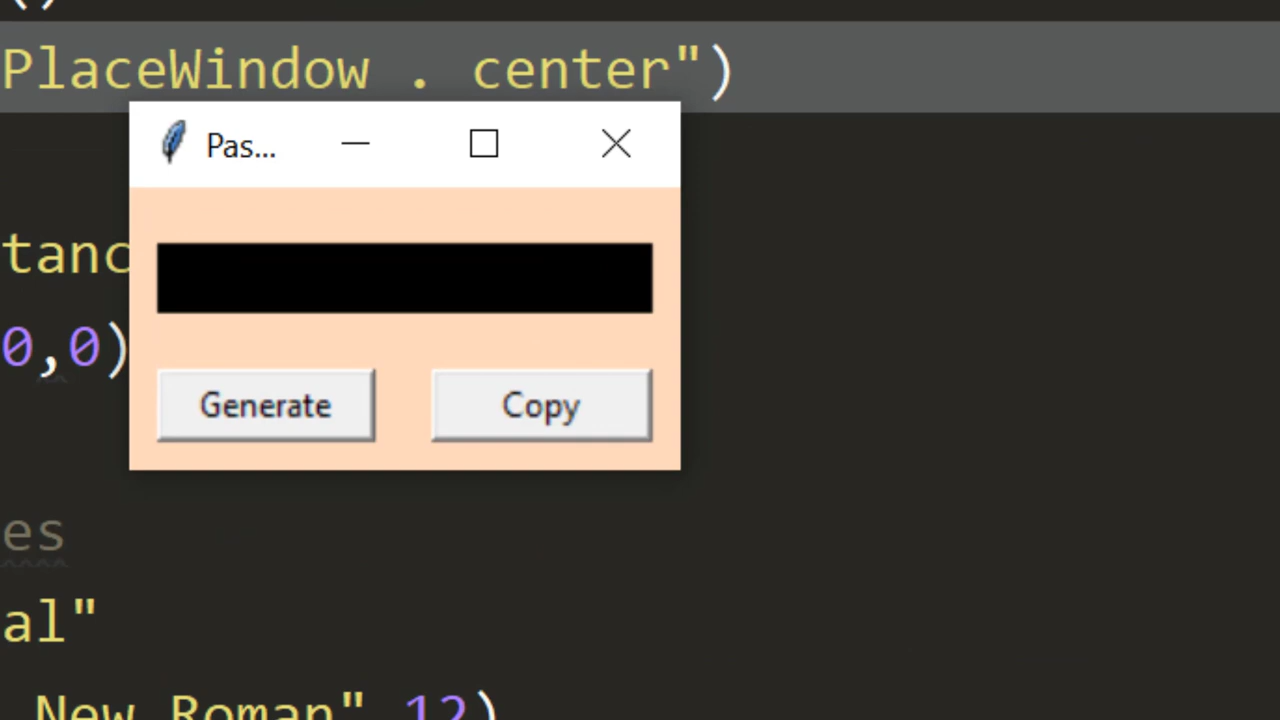 ()
PlaceWindow . center")
Pas...
tanc
0,0)
Generate
Copy
es
al"
New Roman" 12)